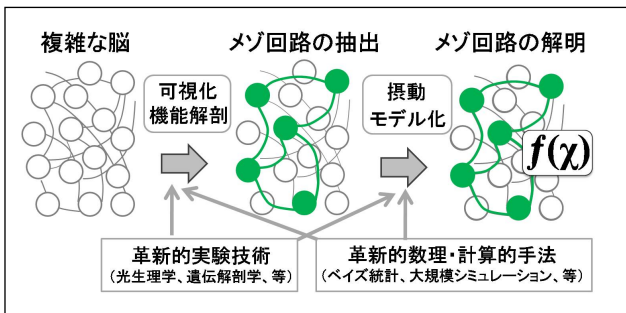 複雑な脳
メゾ回路の抽出
メゾ回路の解明
可視化
機能解剖
摂動
モデル化
f(χ)
革新的実験技術
(光生理学、遺伝解剖学、等)
革新的数理・計算的手法
(ベイズ統計、大規模シミュレーション、等)